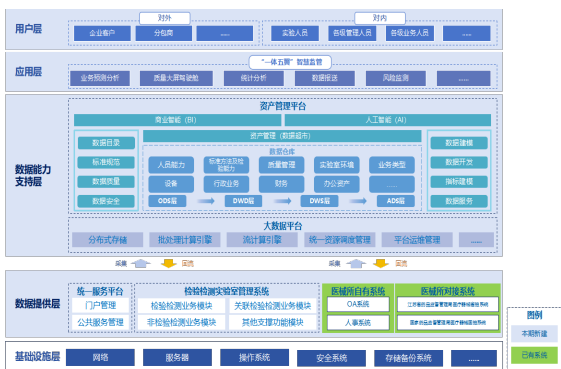 用户层
对外
对内
企业客户
分包商
......
实验人员
各级管理人员
各级业务人员
......
应用层
“一体五翼”智慧监管
业务预测分析
质量大屏驾驶舱
统计分析
数据报送
风险监测
......
数据能力
支持层
资产管理平台
商业智能（BI）
人工智能（AI）
数据目录
标准规范
数据质量
数据安全
资产管理（数据超市）
数据仓库
人员能力
标准方法及检
验能力
质量管理
实验室环境
业务类型
设备
行政业务
财务
办公资产
......
ODS层
DWD层
DWS层
ADS层
数据建模
数据开发
指标建模
数据服务
大数据平台
分布式存储
批处理计算引擎
流计算引擎
统一资源调度管理
平台运维管理
......
采集
回流
采集
回流
数据提供层
统一服务平台
门户管理
公共服务管理
检验检测实验室管理系统
检验检测业务模块
关联检验检测业务模块
非检验检测业务模块
其他支撑功能模块
医械所自有系统
OA系统
人事系统
医械所对接系统
图例
本期新建
已有系统
基础设施层
网络
服务器
操作系统
安全系统
存储备份系统
......